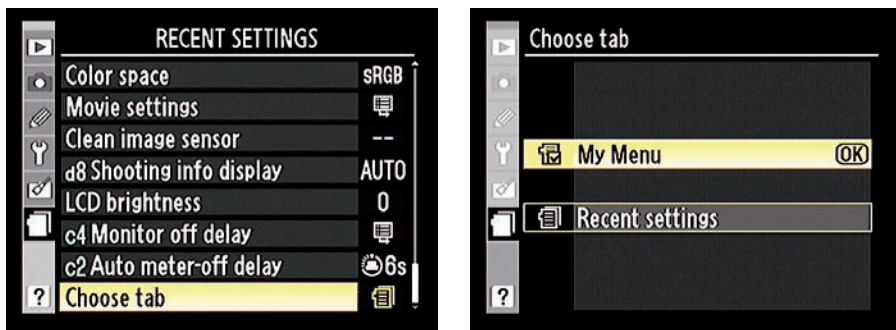 RECENT SETTINGS
Color space sRGB
Movie settings
Clean image sensor --
d8 Shooting info display AUTO
LCD brightness 0
c4 Monitor off delay
c2 Auto meter-off delay 6s
Choose tab
?
Choose tab
My Menu OK
Recent settings
?